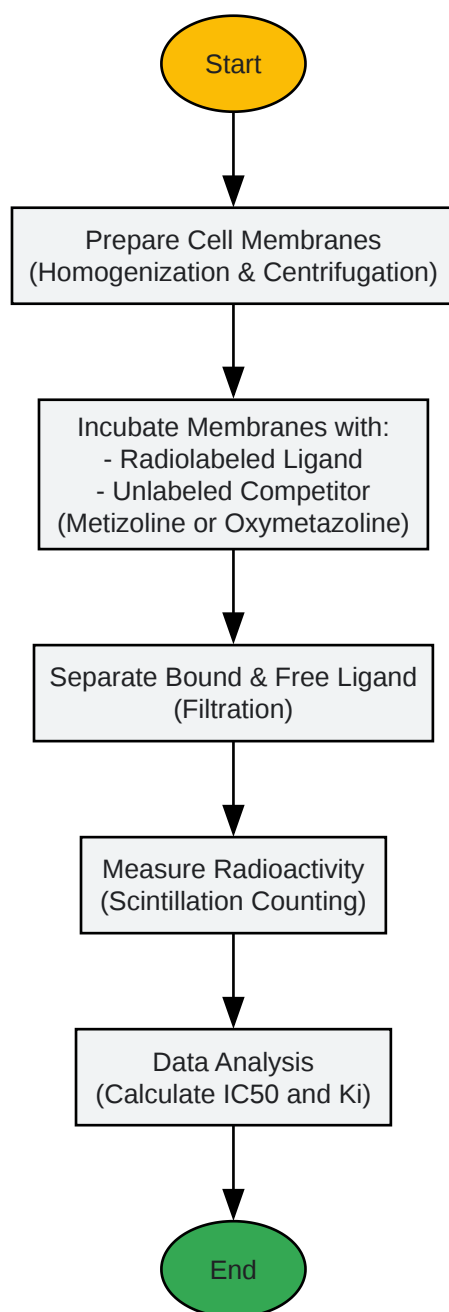 Start
Prepare Cell Membranes
(Homogenization & Centrifugation)
Incubate Membranes with:
- Radiolabeled Ligand
- Unlabeled Competitor
(Metizoline or Oxymetazoline)
Separate Bound & Free Ligand
(Filtration)
Measure Radioactivity
(Scintillation Counting)
Data Analysis
(Calculate IC50 and Ki)
End